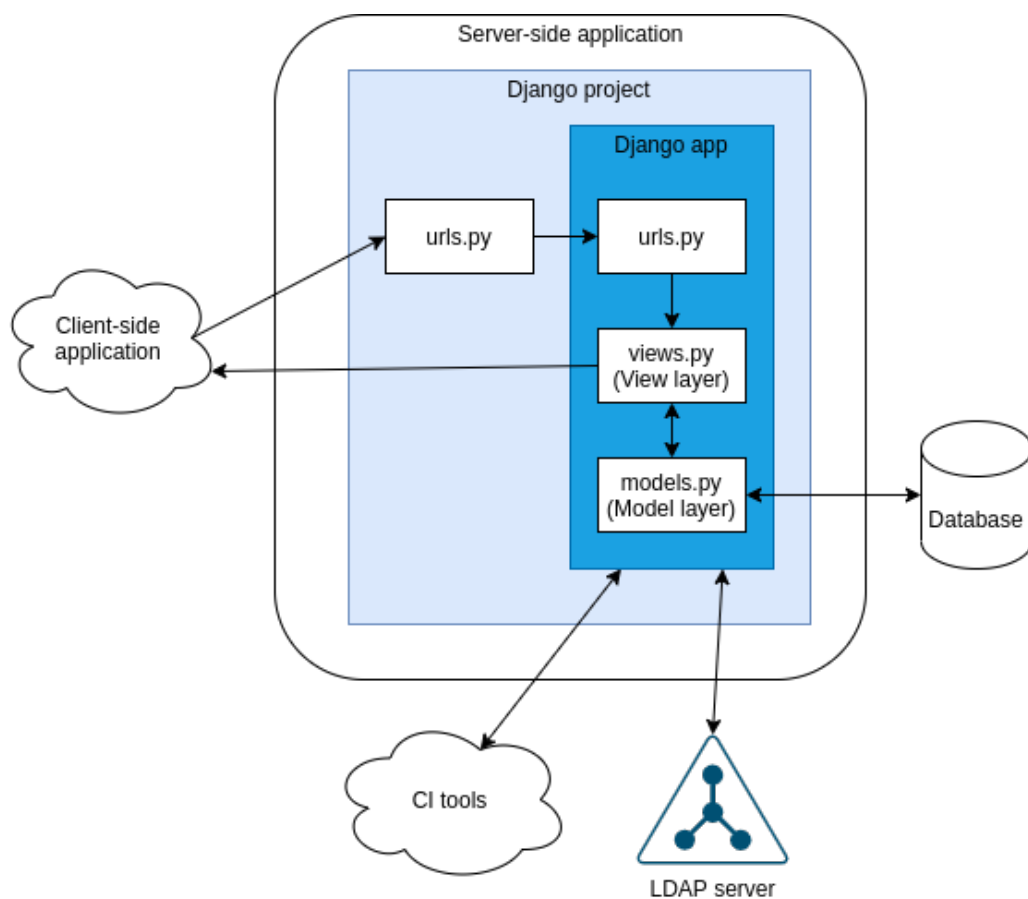 Server-side application
Django project
Django app
urls.py
urls.py
Client-side
application
views.py
(View layer)
models.py
(Model layer)
Database
CI tools
LDAP server